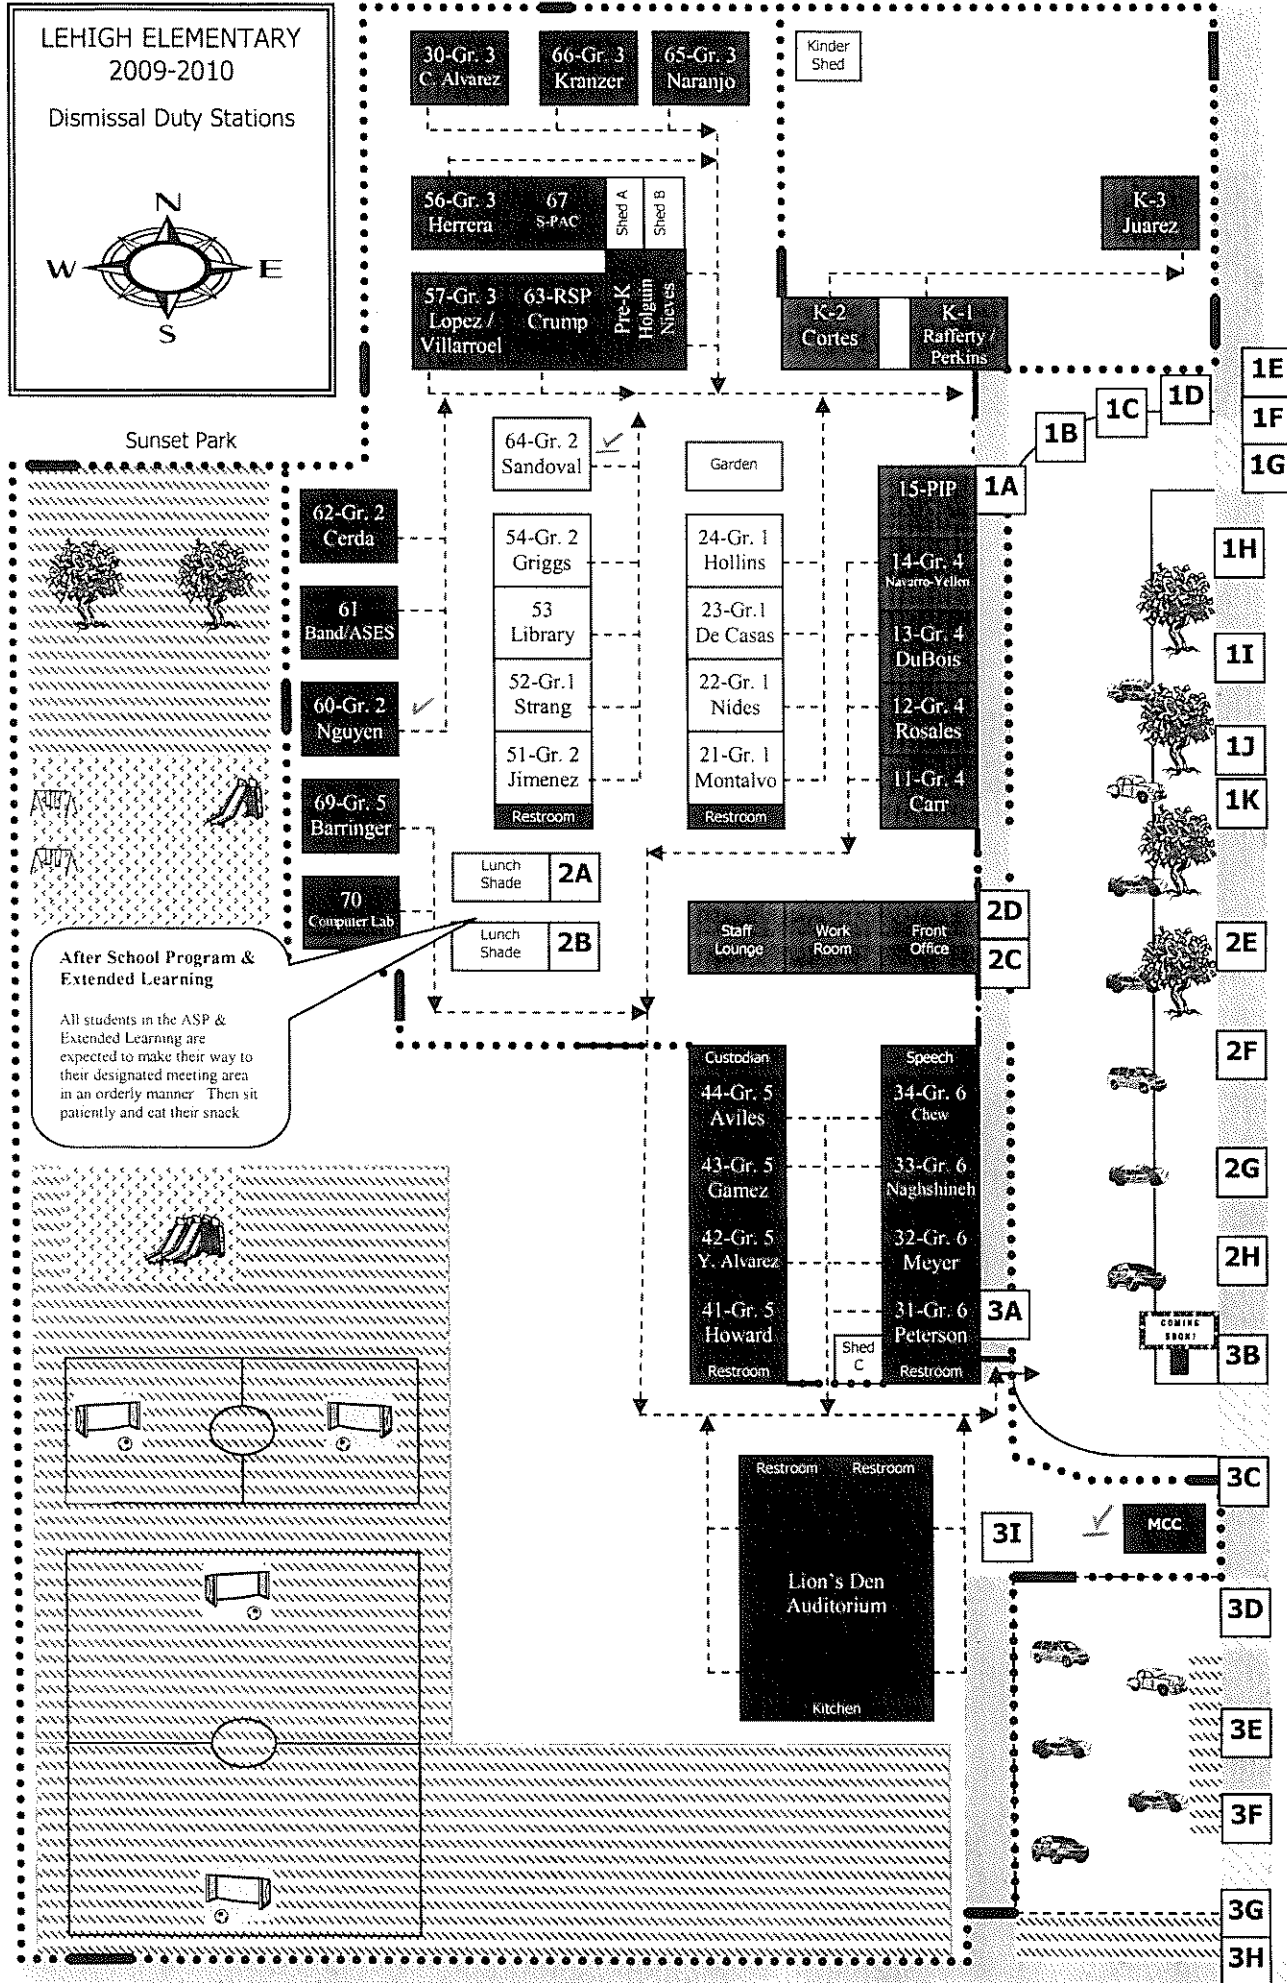 LEHIGH ELEMENTARY
2009-2010
Dismissal Duty Stations
N
W
E
S
30-Gr. 3
C. Alvarez
66-Gr. 3
Kranzer
65-Gr. 3
Naranjo
Kinder
Shed
56-Gr. 3
Herrera
67
S-PAC
Shed A
Shed B
K-3
Juarez
57-Gr. 3
Lopez /
Villarroel
63-RSP
Crump
Pre-K
Holguin
Nieves
K-2
Cortes
K-1
Rafferty /
Perkins
1E
1F
1G
1D
1C
1B
1A
Sunset Park
64-Gr. 2
Sandoval
Garden
15-PIP
62-Gr. 2
Cerda
54-Gr. 2
Griggs
24-Gr. 1
Hollins
14-Gr. 4
Navarro-Yellen
1H
61
Band/ASES
53
Library
23-Gr.1
De Casas
13-Gr. 4
DuBois
1I
60-Gr. 2
Nguyen
52-Gr.1
Strang
22-Gr. 1
Nides
12-Gr. 4
Rosales
1J
69-Gr. 5
Barringer
51-Gr. 2
Jimenez
Restroom
21-Gr. 1
Montalvo
Restroom
11-Gr. 4
Carr
1K
70
Computer Lab
Lunch
Shade
2A
Lunch
Shade
2B
Staff
Lounge
Work
Room
Front
Office
2D
2C
2E
After School Program &
Extended Learning
All students in the ASP &
Extended Learning are
expected to make their way to
their designated meeting area
in an orderly manner Then sit
patiently and eat their snack
Custodian
44-Gr. 5
Aviles
43-Gr. 5
Gamez
42-Gr. 5
Y. Alvarez
41-Gr. 5
Howard
Restroom
Speech
34-Gr. 6
Chew
33-Gr. 6
Naghshineh
32-Gr. 6
Meyer
31-Gr. 6
Peterson
Restroom
Shed
C
2F
2G
2H
3A
COMING
SOON!
3B
3C
Restroom
Restroom
Lion's Den
Auditorium
Kitchen
3I
MCC
3D
3E
3F
3G
3H